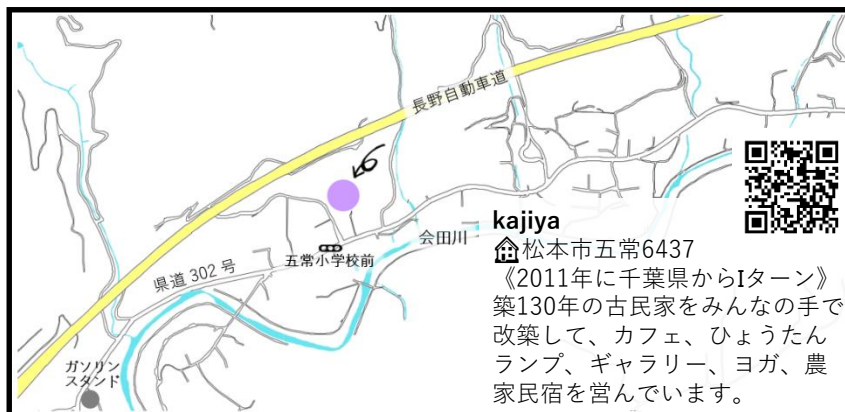 長野自動車道
五常小学校前
会田川
県道 302 号
ガソリン
スタンド
kajiya
松本市五常6437
《2011年に千葉県からIターン》
築130年の古民家をみんなの手で
改築して、カフェ、ひょうたん
ランプ、ギャラリー、ヨガ、農
家民宿を営んでいます。